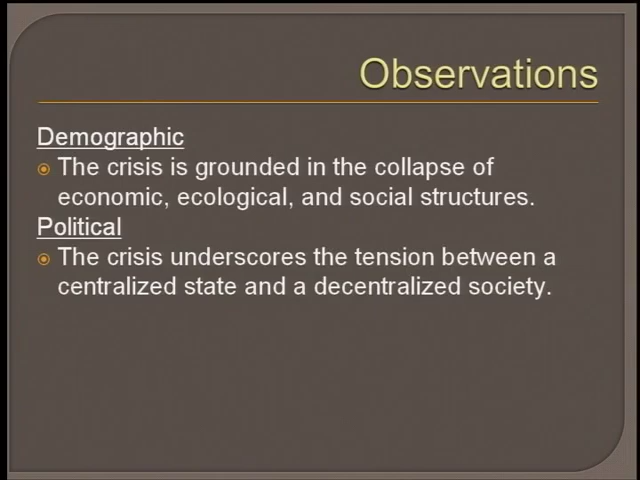 Observations
Demographic
The crisis is grounded in the collapse of
economic, ecological, and social structures.
Political
The crisis underscores the tension between a
centralized state and a decentralized society.